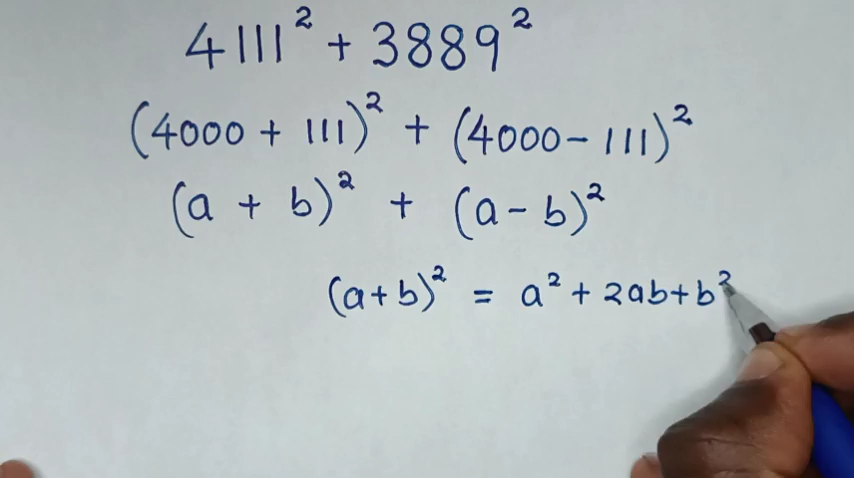 4111² + 3889²
(4000 + 111)² + (4000 - 111)²
(a + b)² + (a - b)²
(a+b)² = a² + 2ab+b²